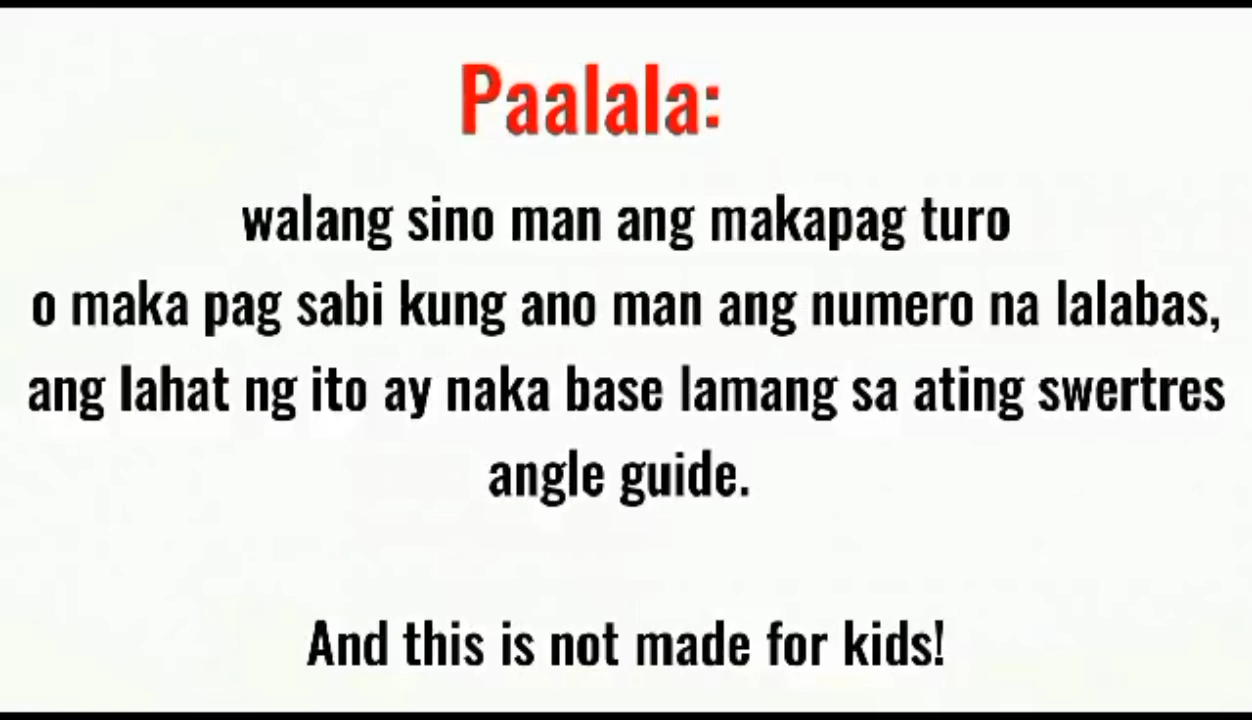 Paalala:
walang sino man ang makapag turo
o maka pag sabi kung ano man ang numero na lalabas,
ang lahat ng ito ay naka base lamang sa ating swertres
angle guide.
And this is not made for kids!